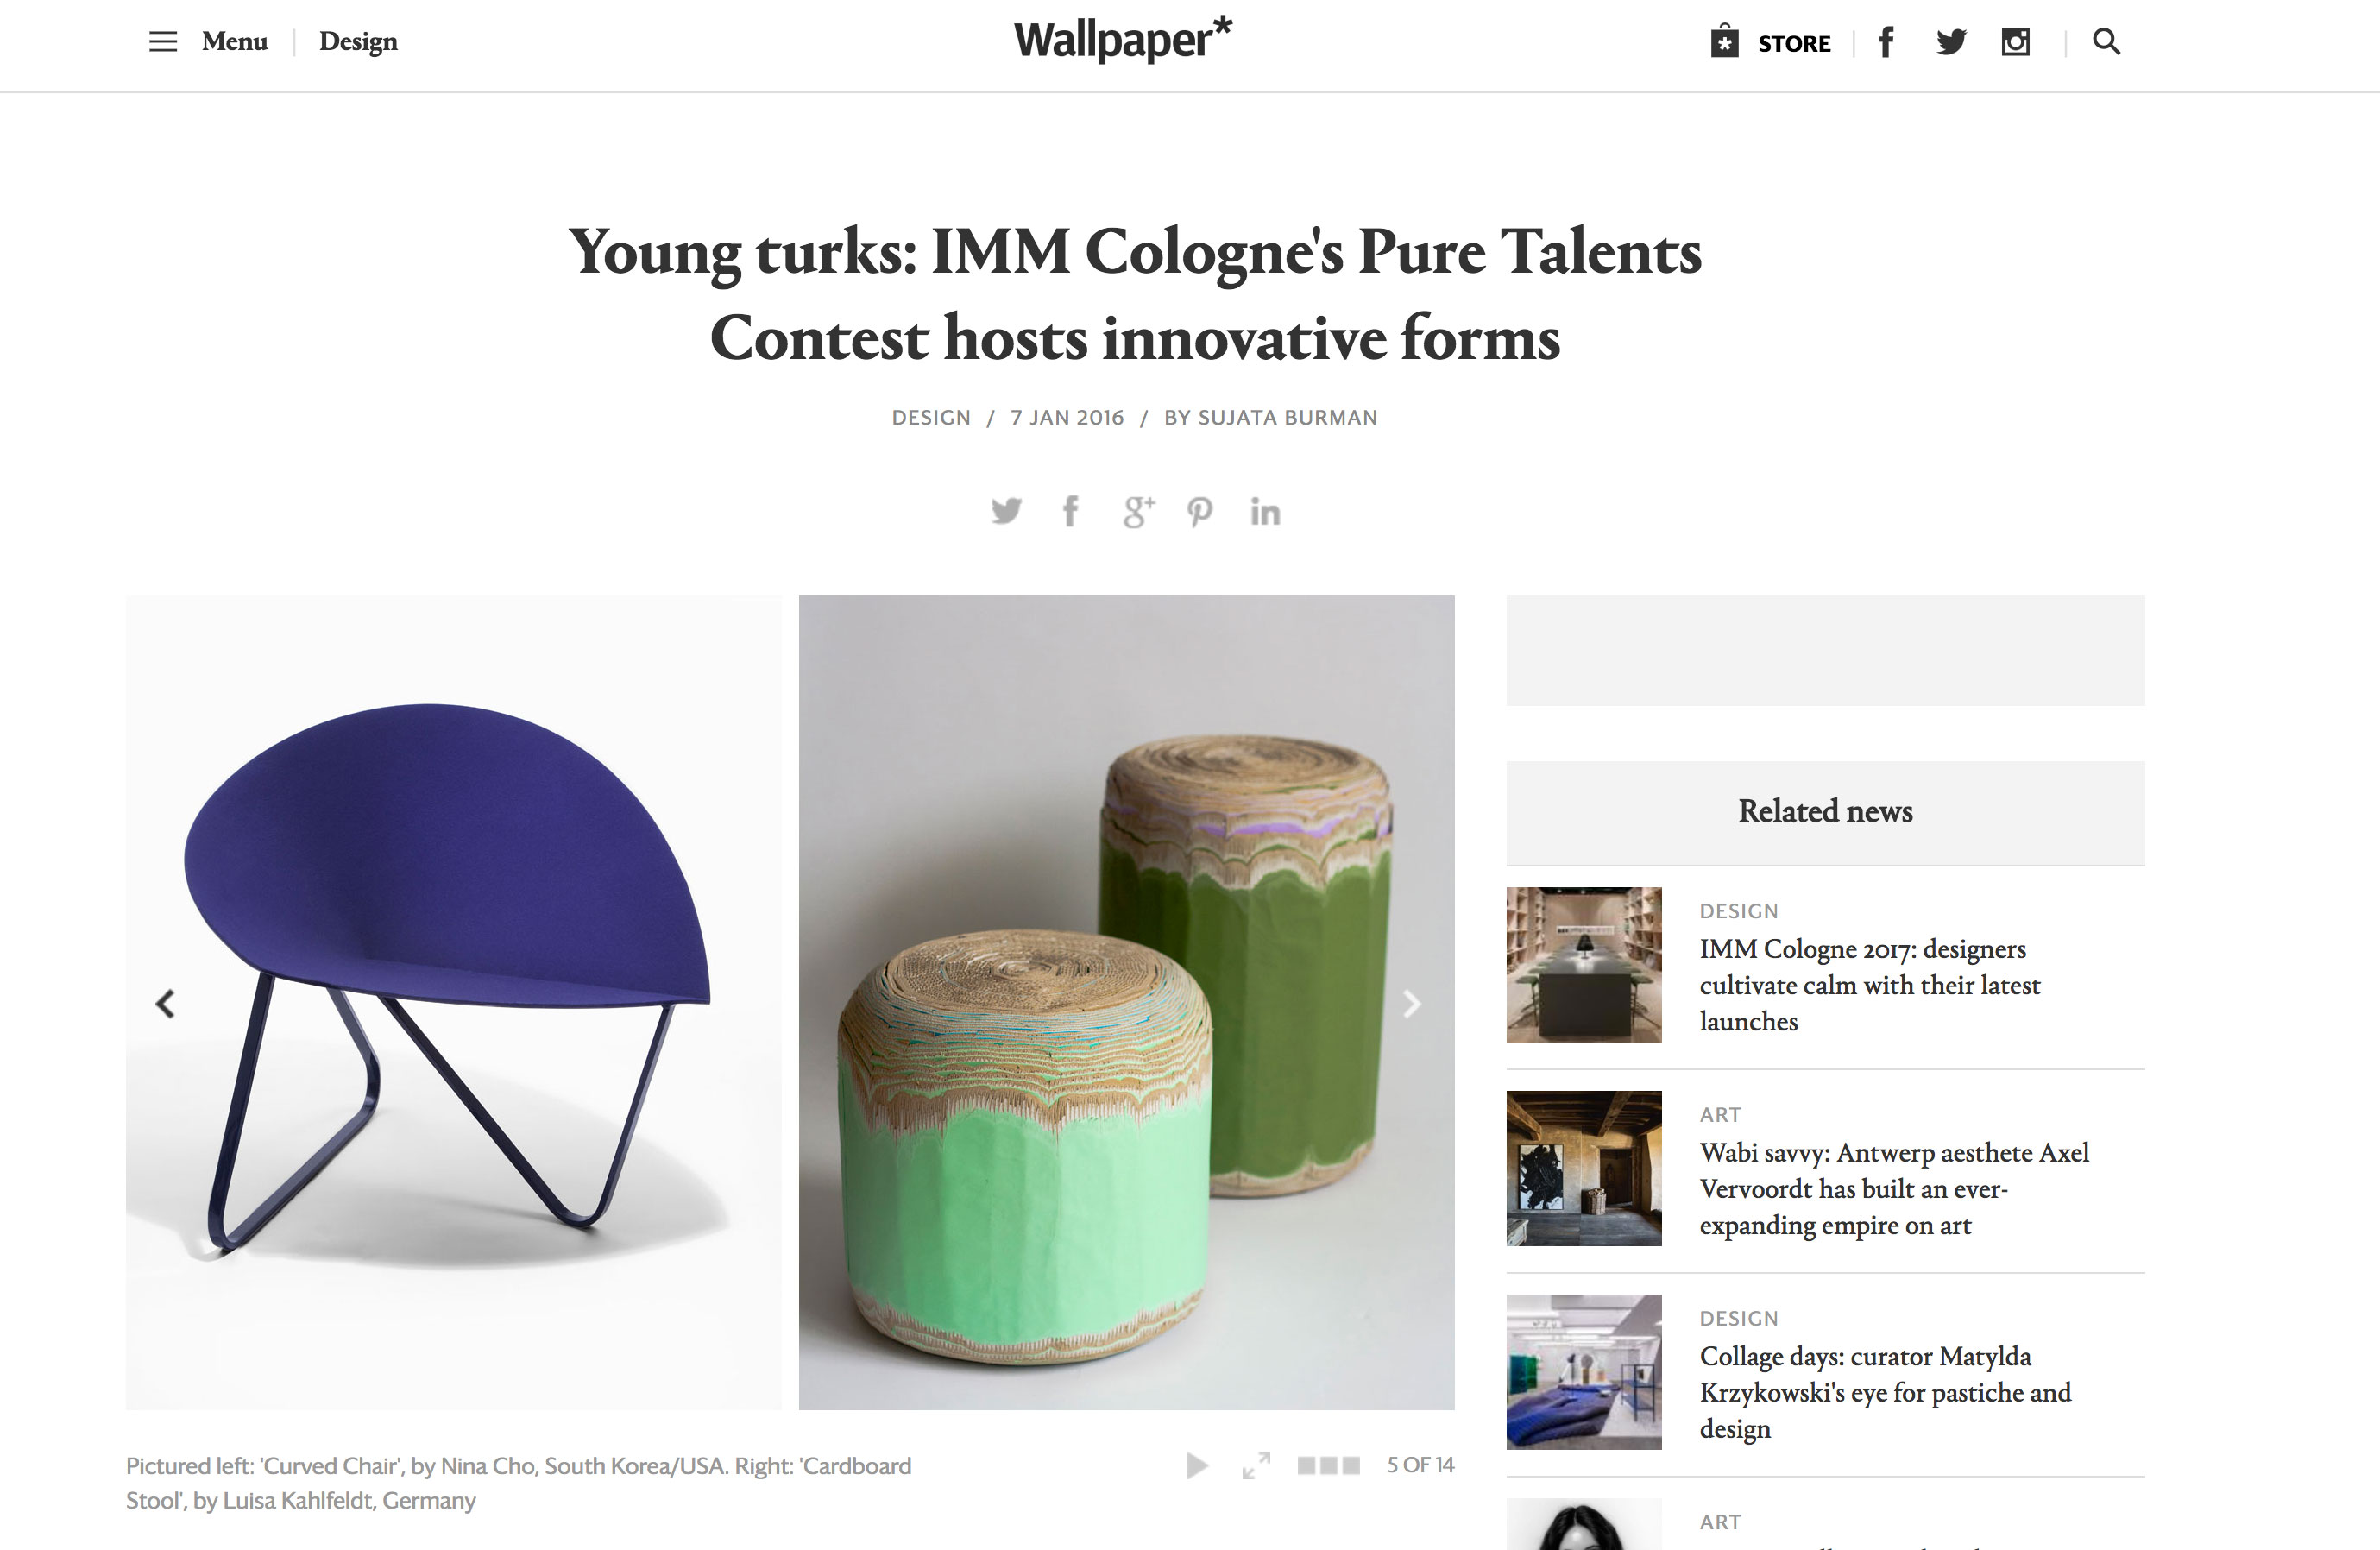 Menu
Design
Wallpaper*
STORE
Young turks: IMM Cologne's Pure Talents
Contest hosts innovative forms
DESIGN / 7 JAN 2016 / BY SUJATA BURMAN
Pictured left: 'Curved Chair', by Nina Cho, South Korea/USA. Right: 'Cardboard
Stool', by Luisa Kahlfeldt, Germany
5 OF 14
Related news
DESIGN
IMM Cologne 2017: designers
cultivate calm with their latest
launches
ART
Wabi savvy: Antwerp aesthete Axel
Vervoordt has built an ever-
expanding empire on art
DESIGN
Collage days: curator Matylda
Krzykowski's eye for pastiche and
design
ART